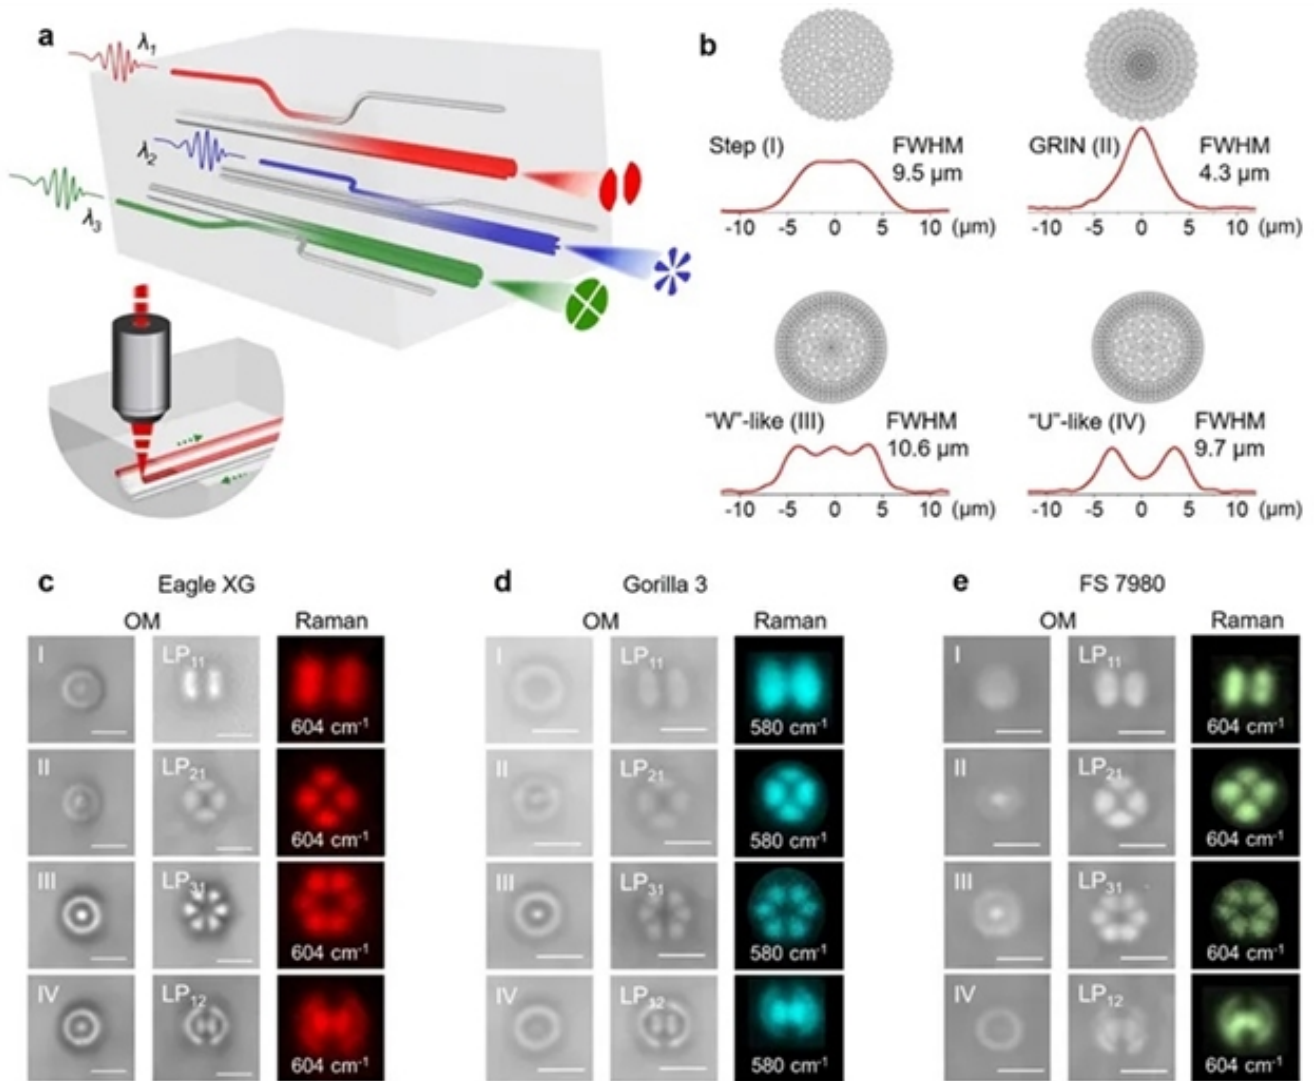 a
λ1
λ2
λ3
b
Step (I)
FWHM
9.5 μm
-10 -5 0 5 10 (μm)
GRIN (II)
FWHM
4.3 μm
-10 -5 0 5 10 (μm)
“W”-like (III)
FWHM
10.6 μm
-10 -5 0 5 10 (μm)
“U”-like (IV)
FWHM
9.7 μm
-10 -5 0 5 10 (μm)
c Eagle XG
OM Raman
I LP11
604 cm-1
II LP21
604 cm-1
III LP31
604 cm-1
IV LP12
604 cm-1
d Gorilla 3
OM Raman
I LP11
580 cm-1
II LP21
580 cm-1
III LP31
580 cm-1
IV LP12
580 cm-1
e FS 7980
OM Raman
I LP11
604 cm-1
II LP21
604 cm-1
III LP31
604 cm-1
IV LP12
604 cm-1